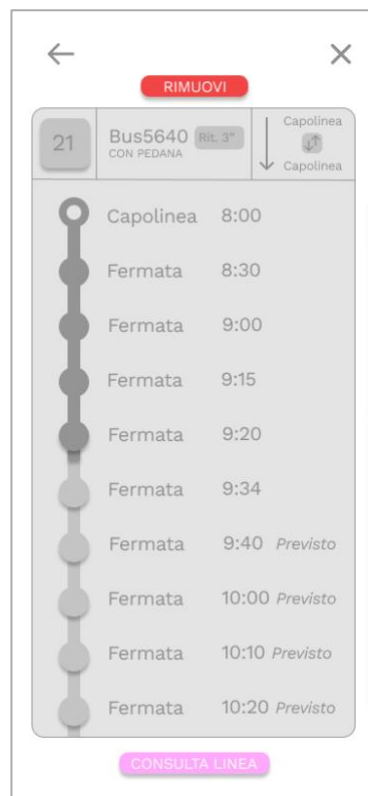 RIMUOVI
21
Bus5640 Rit. 3"
CON PEDANA
Capolinea
Capolinea
Capolinea 8:00
Fermata 8:30
Fermata 9:00
Fermata 9:15
Fermata 9:20
Fermata 9:34
Fermata 9:40 Previsto
Fermata 10:00 Previsto
Fermata 10:10 Previsto
Fermata 10:20 Previsto
CONSULTA LINEA